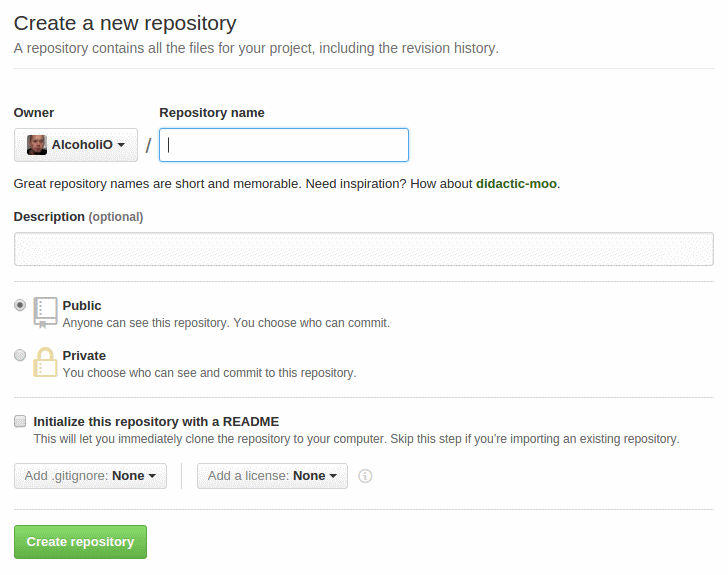 Create a new repository
A repository contains all the files for your project, including the revision history.
Owner Repository name
AlcoholiO /
Great repository names are short and memorable. Need inspiration? How about didactic-moo.
Description (optional)
Public
Anyone can see this repository. You choose who can commit.
Private
You choose who can see and commit to this repository.
Initialize this repository with a README
This will let you immediately clone the repository to your computer. Skip this step if you’re importing an existing repository.
Add .gitignore: None Add a license: None
Create repository